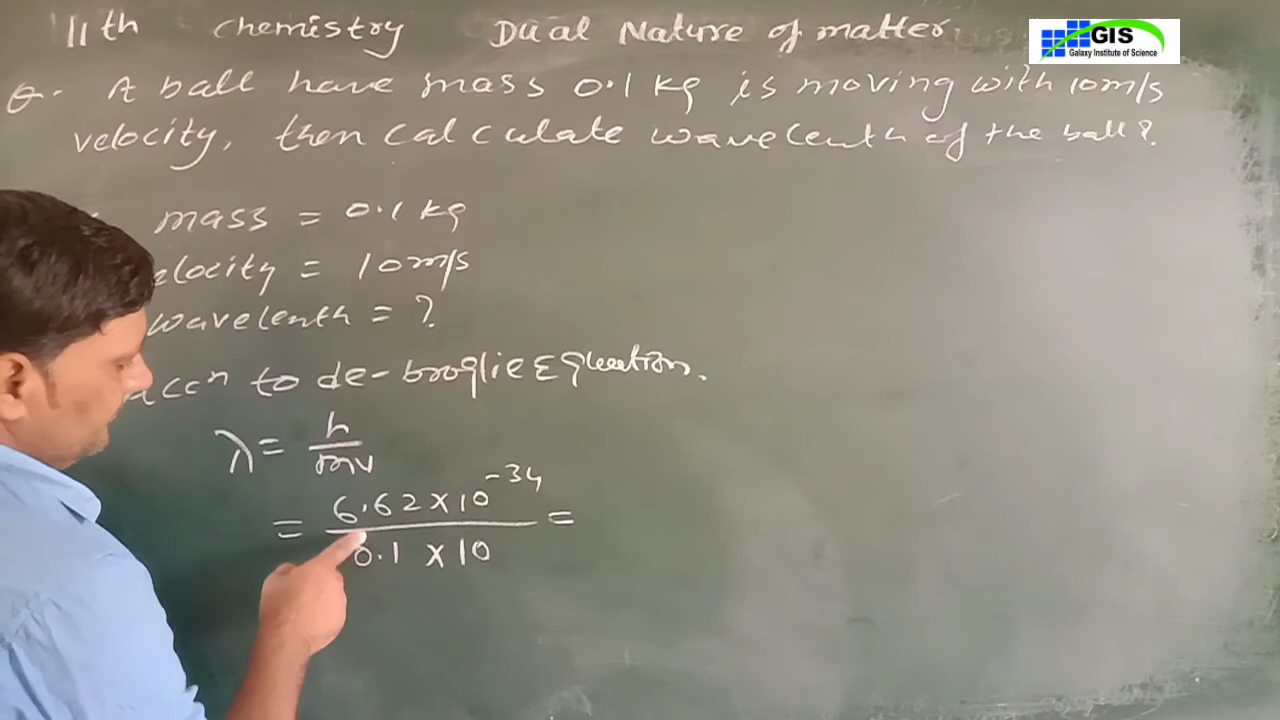 11th chemistry Dual Nature of matter.
GIS
Galaxy Institute of Science
Q. A ball have mass 0.1 kg is moving with 10m/s
velocity, then calculate wavelenth of the ball?
mass = 0.1 kg
elocity = 10m/s
wavelenth = ?
accn to de-broglie Equation.
λ = h/mv
= 6.62 × 10^-34 / 0.1 × 10 =